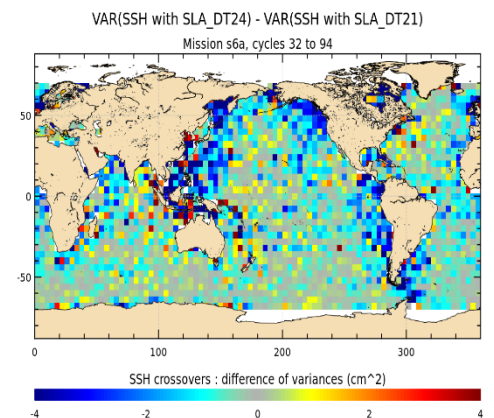 VAR(SSH with SLA_DT24) - VAR(SSH with SLA_DT21)
Mission s6a, cycles 32 to 94
50
0
-50
0 100 200 300
SSH crossovers : difference of variances (cm^2)
-4 -2 0 2 4